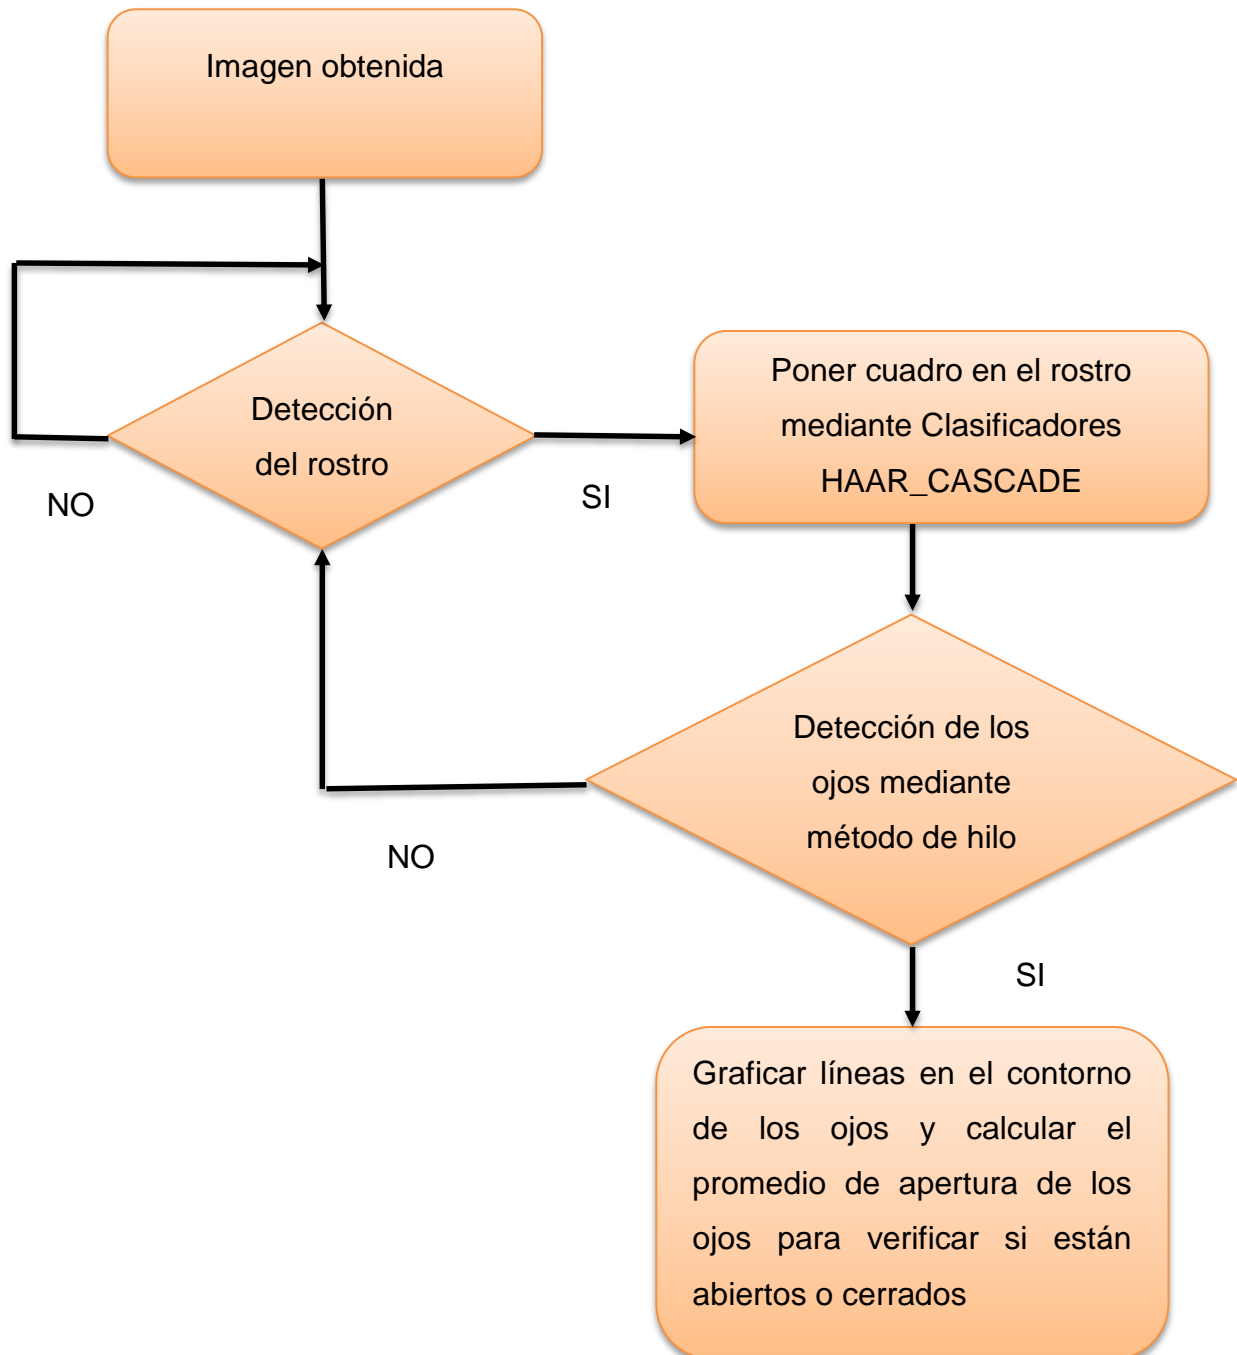 Imagen obtenida
Detección
del rostro
NO
SI
Poner cuadro en el rostro
mediante Clasificadores
HAAR_CASCADE
Detección de los
ojos mediante
método de hilo
NO
SI
Graficar líneas en el contorno
de los ojos y calcular el
promedio de apertura de los
ojos para verificar si están
abiertos o cerrados